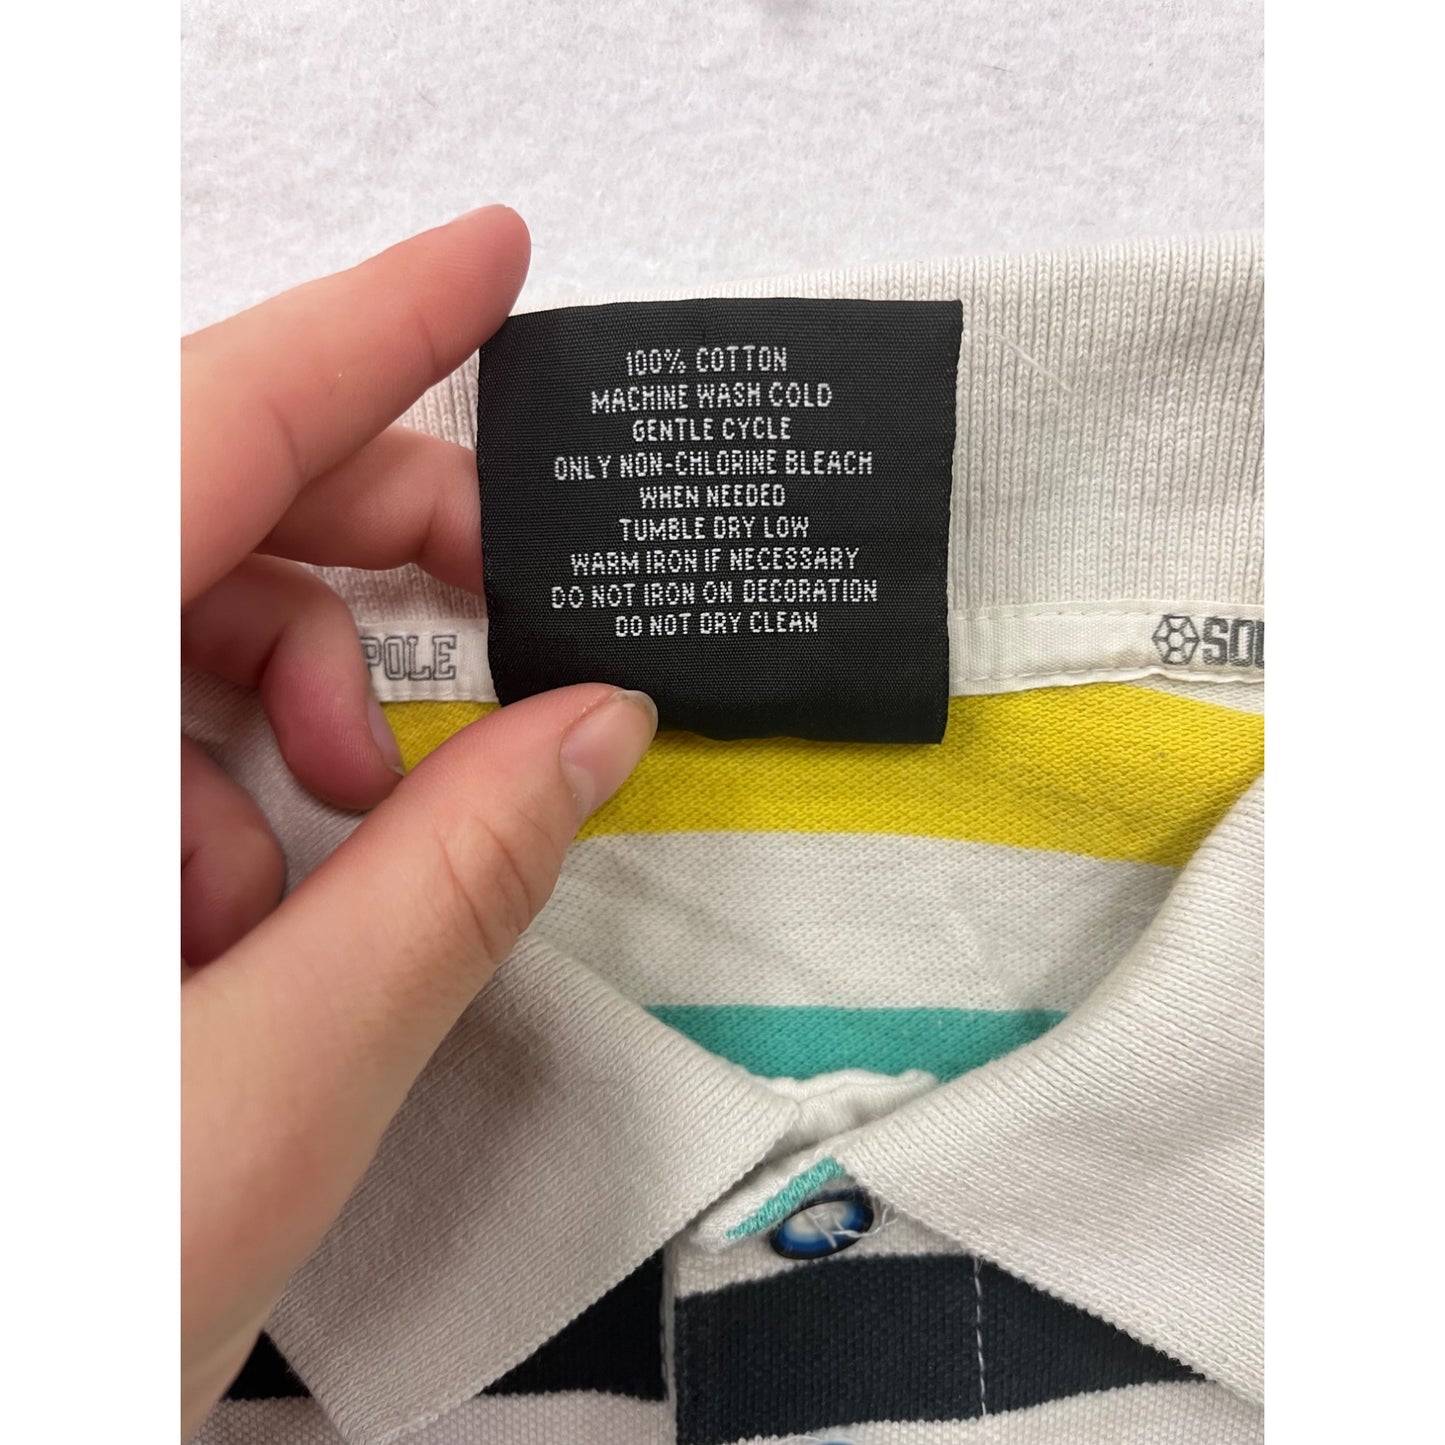 100% COTTON
MACHINE WASH COLD
GENTLE CYCLE
ONLY NON-CHLORINE BLEACH
WHEN NEEDED
TUMBLE DRY LOW
WARM IRON IF NECESSARY
DO NOT IRON ON DECORATION
DO NOT DRY CLEAN
POLE